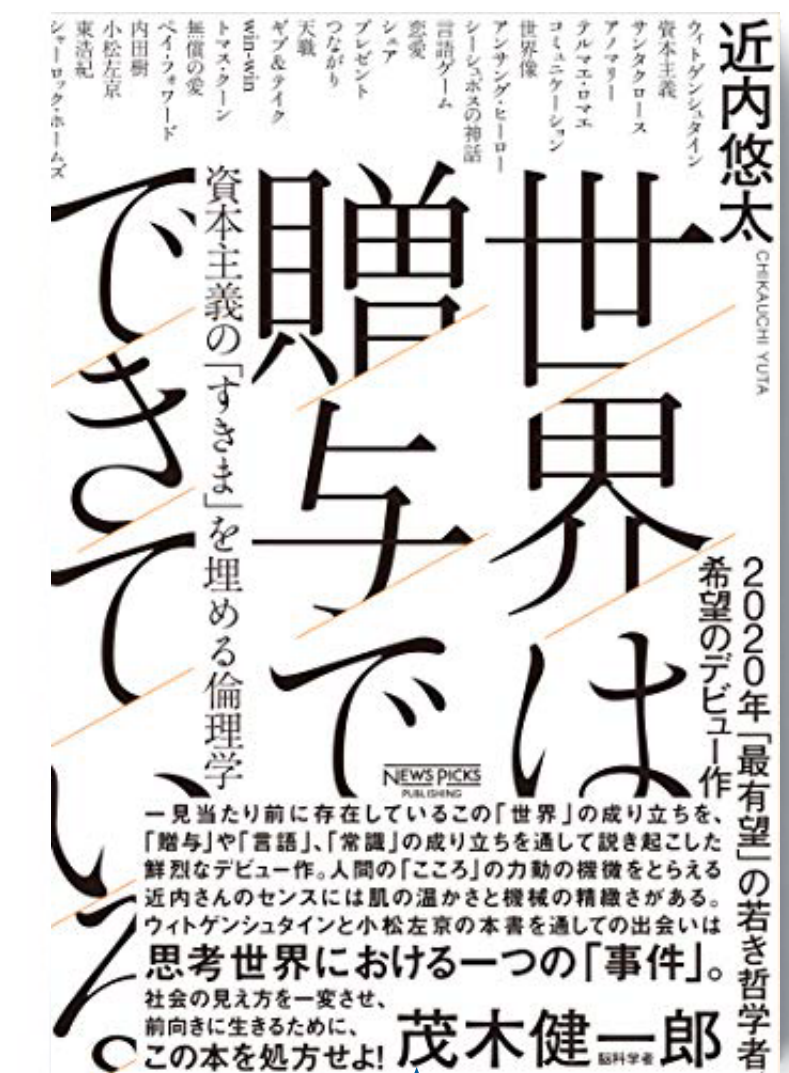 近内悠太
CHIKAUCHI YUTA
ウィトゲンシュタイン
資本主義
サンタクロース
アノマリー
テルマエ・ロマエ
コミュニケーション
世界像
アンサング・ヒーロー
シーシュポスの神話
言語ゲーム
恋愛
シェア
プレゼント
つながり
天職
ギブ&テイク
win-win
トマス・クーン
無償の愛
ペイ・フォワード
内田樹
小松左京
東浩紀
シャーロック・ホームズ
世界は
贈与で
資本主義の「すきま」を埋める倫理学
できている。
2020年「最有望」の若き哲学者、
希望のデビュー作
NEWS PICKS
PUBLISHING
一見当たり前に存在しているこの「世界」の成り立ちを、
「贈与」や「言語」、「常識」の成り立ちを通して説き起こした
鮮烈なデビュー作。人間の「こころ」の力動の機微をとらえる
近内さんのセンスには肌の温かさと機械の精緻さがある。
ウィトゲンシュタインと小松左京の本書を通しての出会いは
思考世界における一つの「事件」。
社会の見え方を一変させ、
前向きに生きるために、
この本を処方せよ!
脳科学者
茂木健一郎